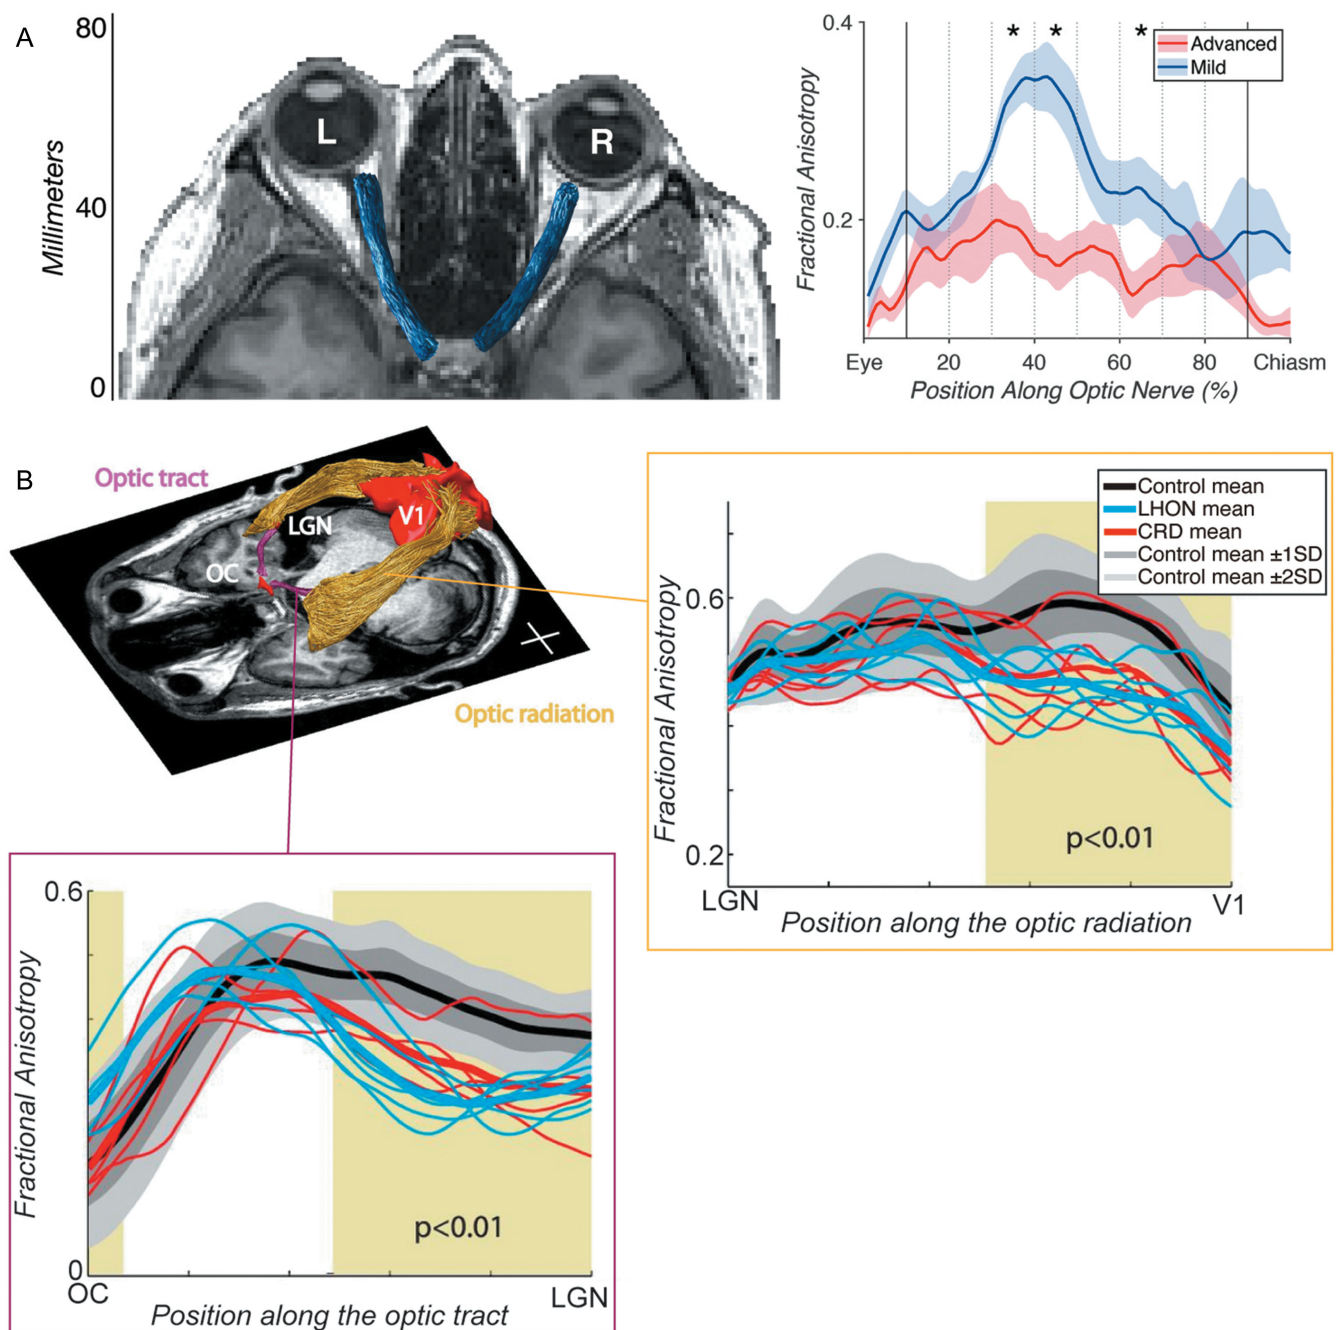 A
80
40
0
Millimeters
L
R
0.4
0.2
Fractional Anisotropy
* * *
Advanced
Mild
Eye 20 40 60 80 Chiasm
Position Along Optic Nerve (%)
B
Optic tract
LGN
V1
OC
Optic radiation
Control mean
LHON mean
CRD mean
Control mean ±1SD
Control mean ±2SD
0.6
0.2
Fractional Anisotropy
p<0.01
LGN
V1
Position along the optic radiation
0.6
0
Fractional Anisotropy
p<0.01
OC
LGN
Position along the optic tract